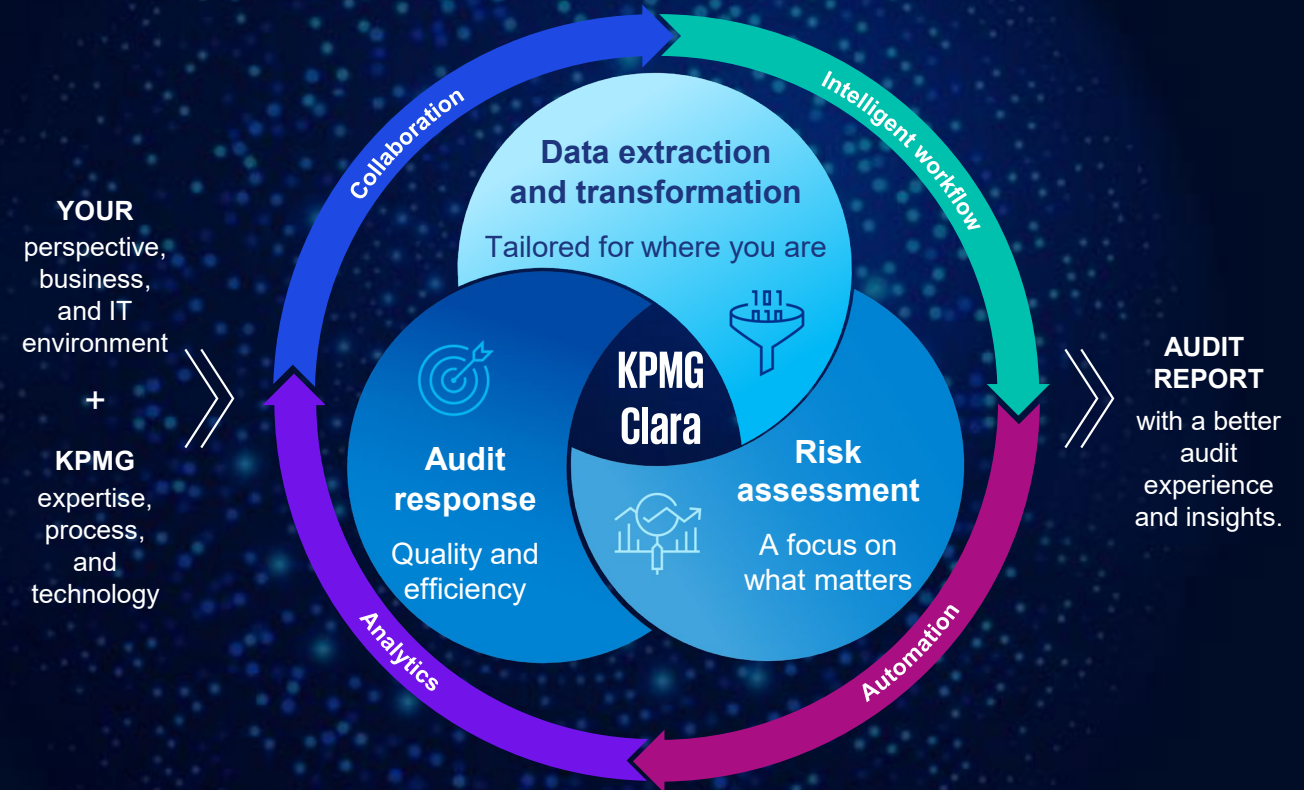 YOUR
perspective,
business,
and IT
environment
+
KPMG
expertise,
process,
and
technology
Collaboration
Intelligent workflow
Automation
Analytics
Data extraction
and transformation
Tailored for where you are
101
010
KPMG
Clara
Audit
response
Quality and
efficiency
Risk
assessment
A focus on
what matters
AUDIT
REPORT
with a better
audit
experience
and insights.